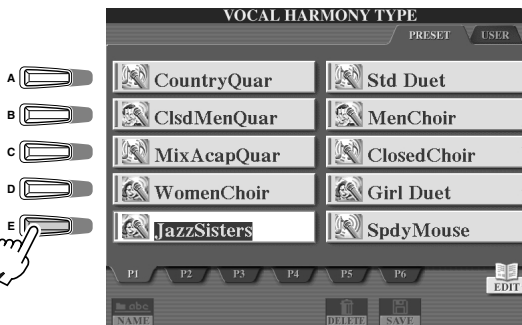 VOCAL HARMONY TYPE
PRESET USER
A CountryQuar Std Duet
B ClsdMenQuar MenChoir
C MixAcapQuar ClosedChoir
D WomenChoir Girl Duet
E JazzSisters SpdyMouse
P1 P2 P3 P4 P5 P6
EDIT
abc
NAME DELETE SAVE